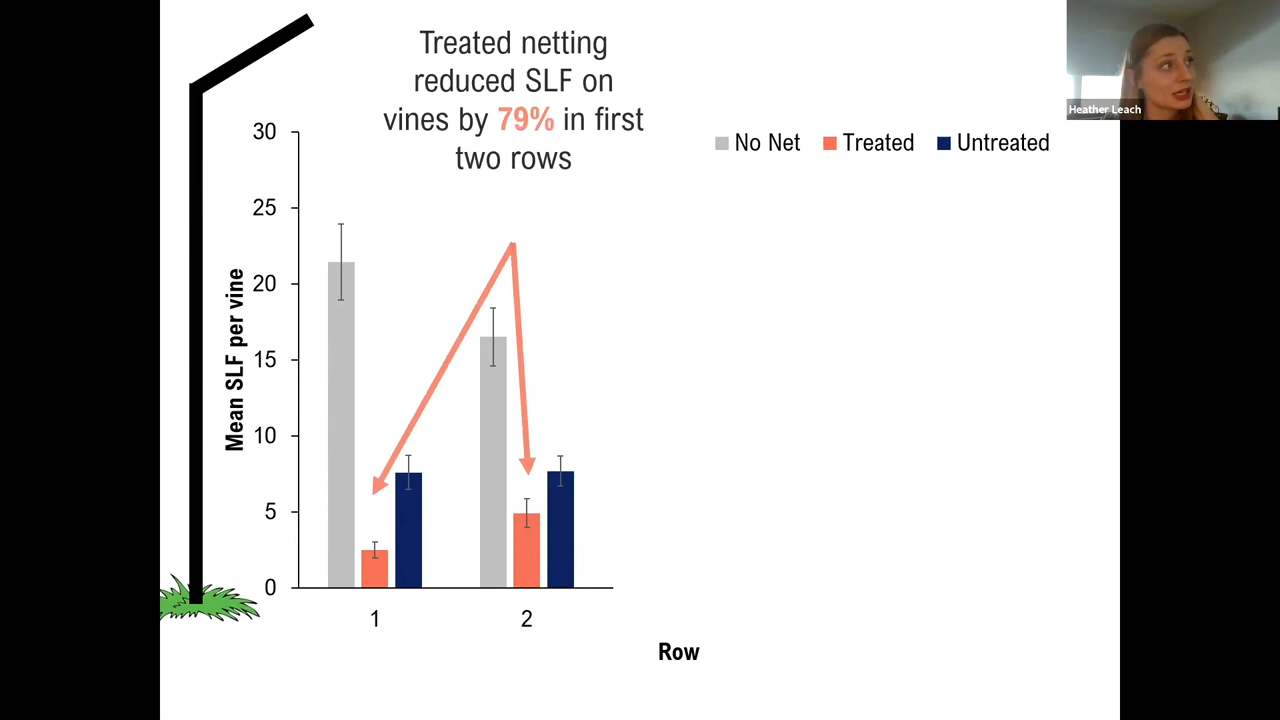 Treated netting
reduced SLF on
vines by 79% in first
two rows
Heather Leach
No Net
Treated
Untreated
30
25
20
15
10
5
0
Mean SLF per vine
1
2
Row